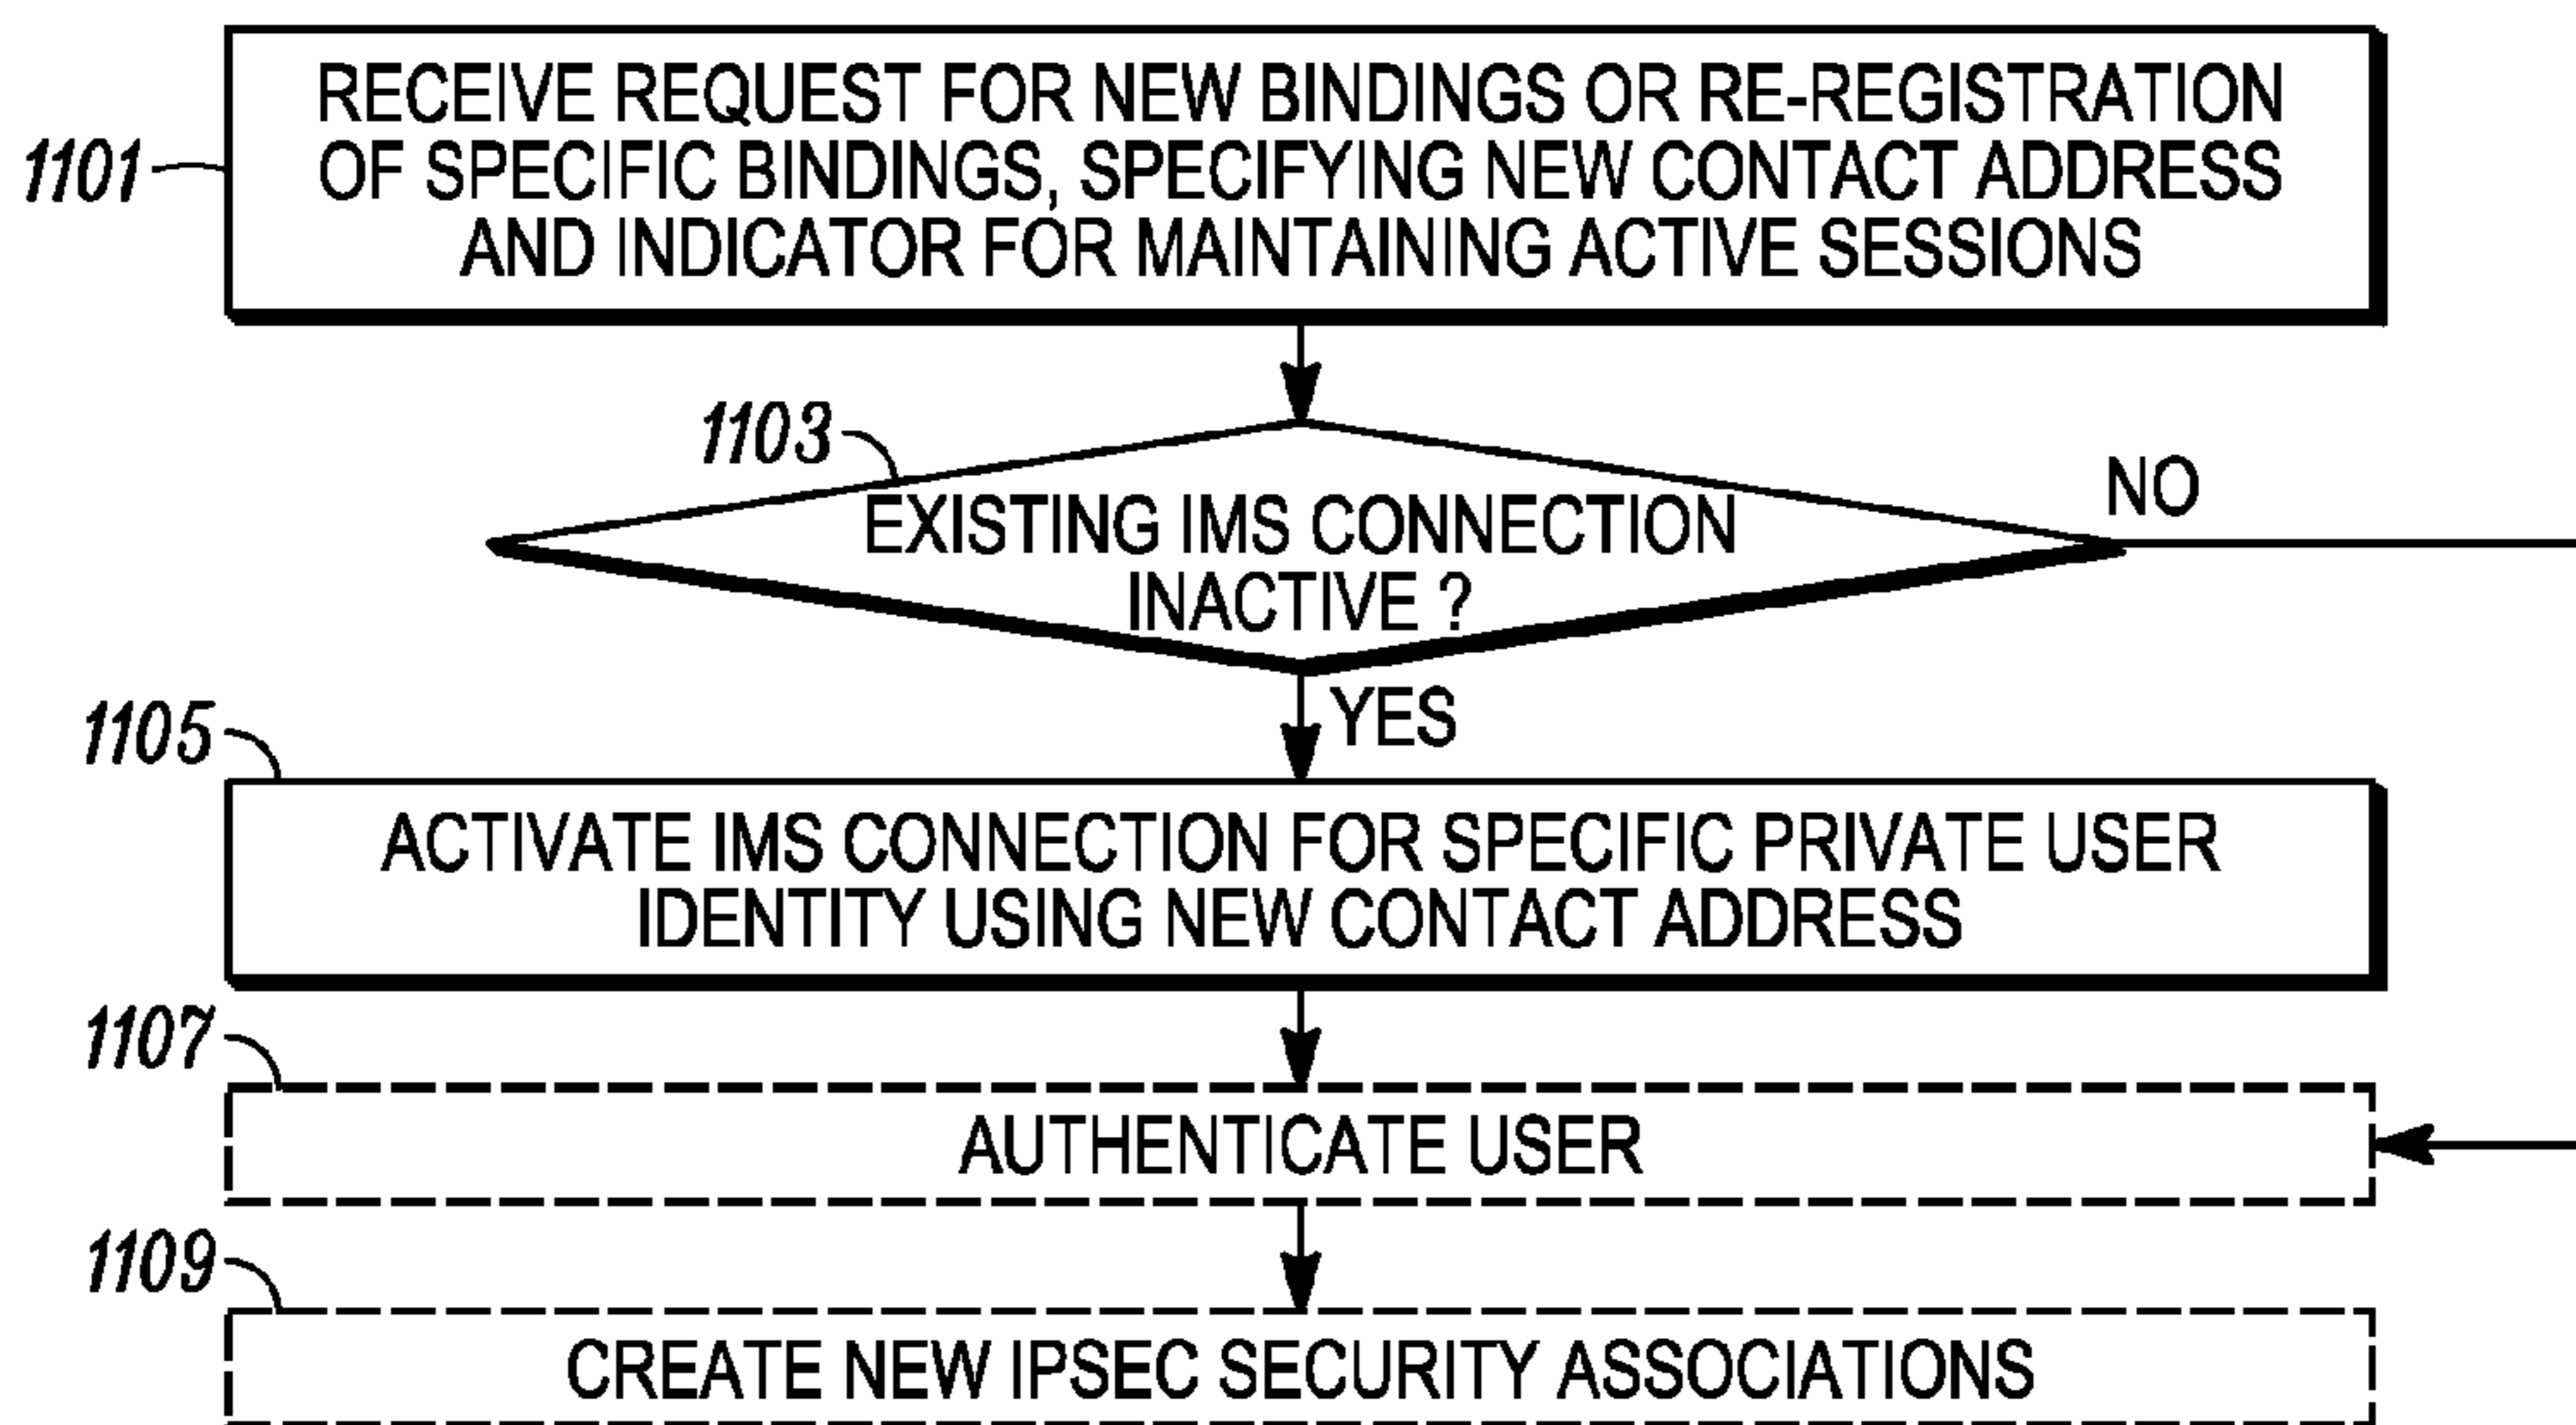 1101
RECEIVE REQUEST FOR NEW BINDINGS OR RE-REGISTRATION
OF SPECIFIC BINDINGS, SPECIFYING NEW CONTACT ADDRESS
AND INDICATOR FOR MAINTAINING ACTIVE SESSIONS
1103
EXISTING IMS CONNECTION
INACTIVE ?
NO
YES
1105
ACTIVATE IMS CONNECTION FOR SPECIFIC PRIVATE USER
IDENTITY USING NEW CONTACT ADDRESS
1107
AUTHENTICATE USER
1109
CREATE NEW IPSEC SECURITY ASSOCIATIONS